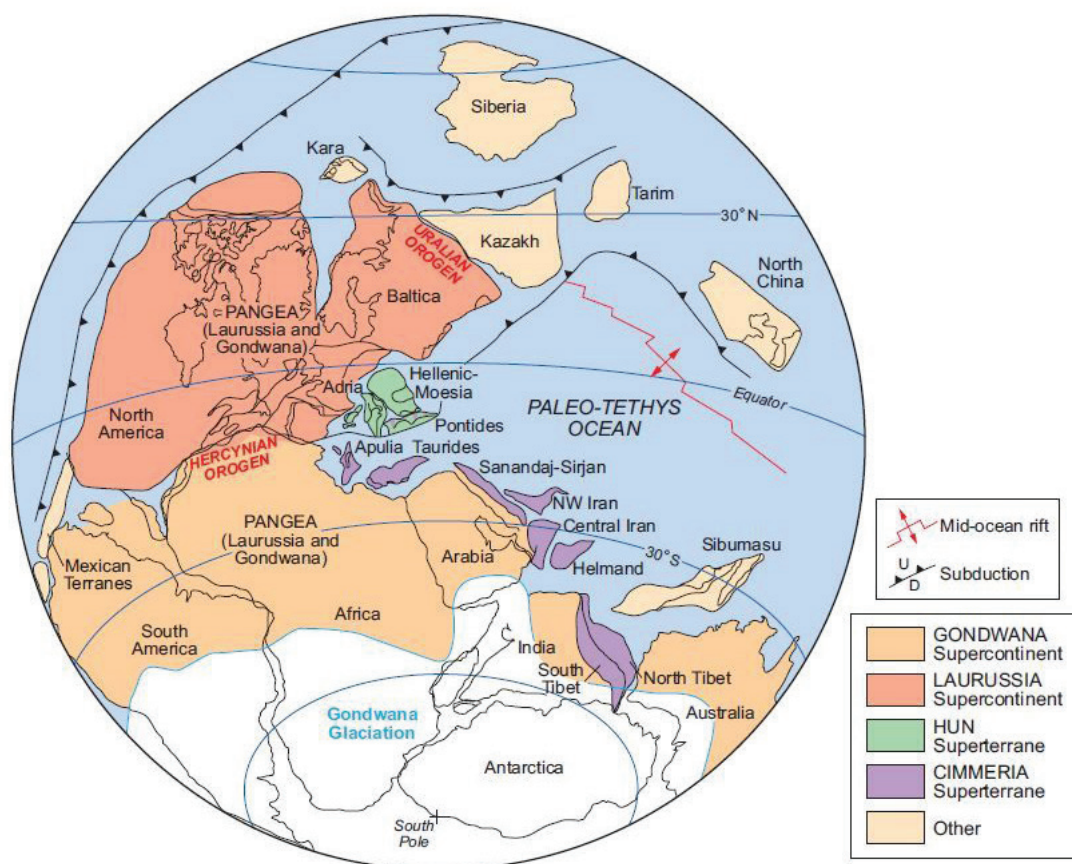 Siberia
Kara
Tarim
30° N
Kazakh
URALIAN
OROGEN
North
China
Baltica
PANGEA
(Laurussia and
Gondwana)
Hellenic-
Moesia
Adria
Equator
PALEO-TETHYS
OCEAN
North
America
Pontides
HERCYNIAN
OROGEN
Apulia
Taurides
Sanandaj-Sirjan
NW Iran
PANGEA
(Laurussia and
Gondwana)
Central Iran
Arabia
30° S
Sibumasu
Helmand
Mexican
Terranes
Africa
South
America
India
South
Tibet
North Tibet
Australia
Gondwana
Glaciation
Antarctica
South
Pole
Mid-ocean rift
U
D
Subduction
GONDWANA
Supercontinent
LAURUSSIA
Supercontinent
HUN
Superterrane
CIMMERIA
Superterrane
Other